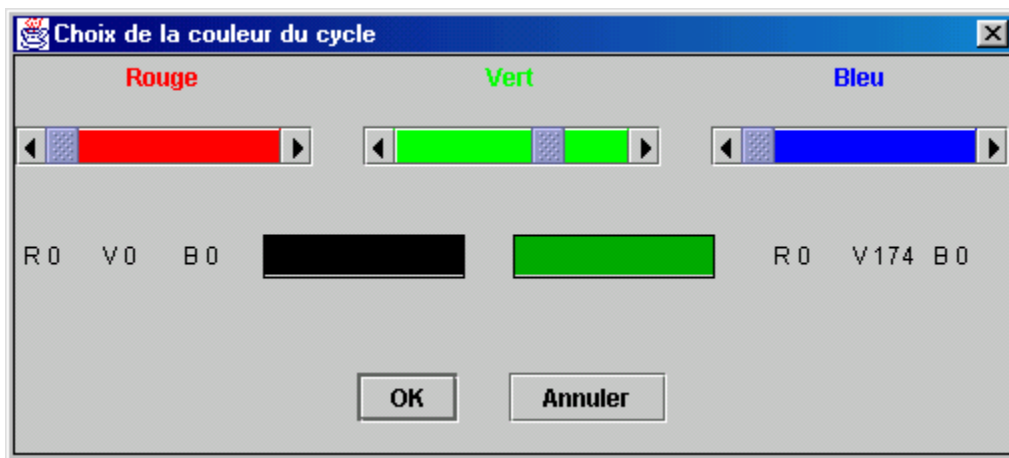 Choix de la couleur du cycle
Rouge Vert Bleu
R 0 V 0 B 0 R 0 V 174 B 0
OK Annuler